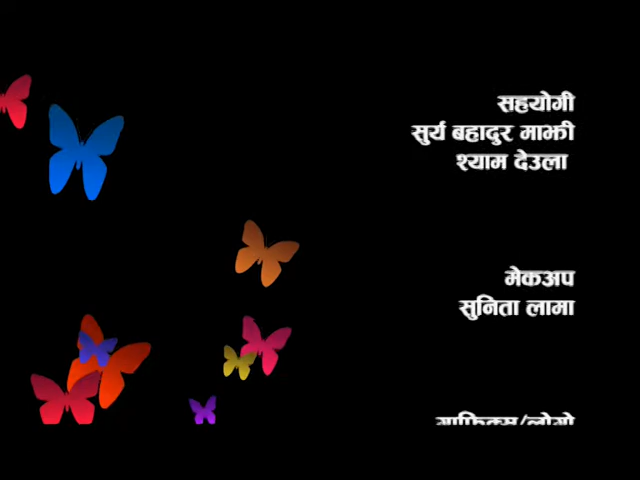 सहयोगी
सुर्य बहादुर माझी
श्याम देउला
मेकअप
सुनिता लामा
ग्राफिक्स/लोगो